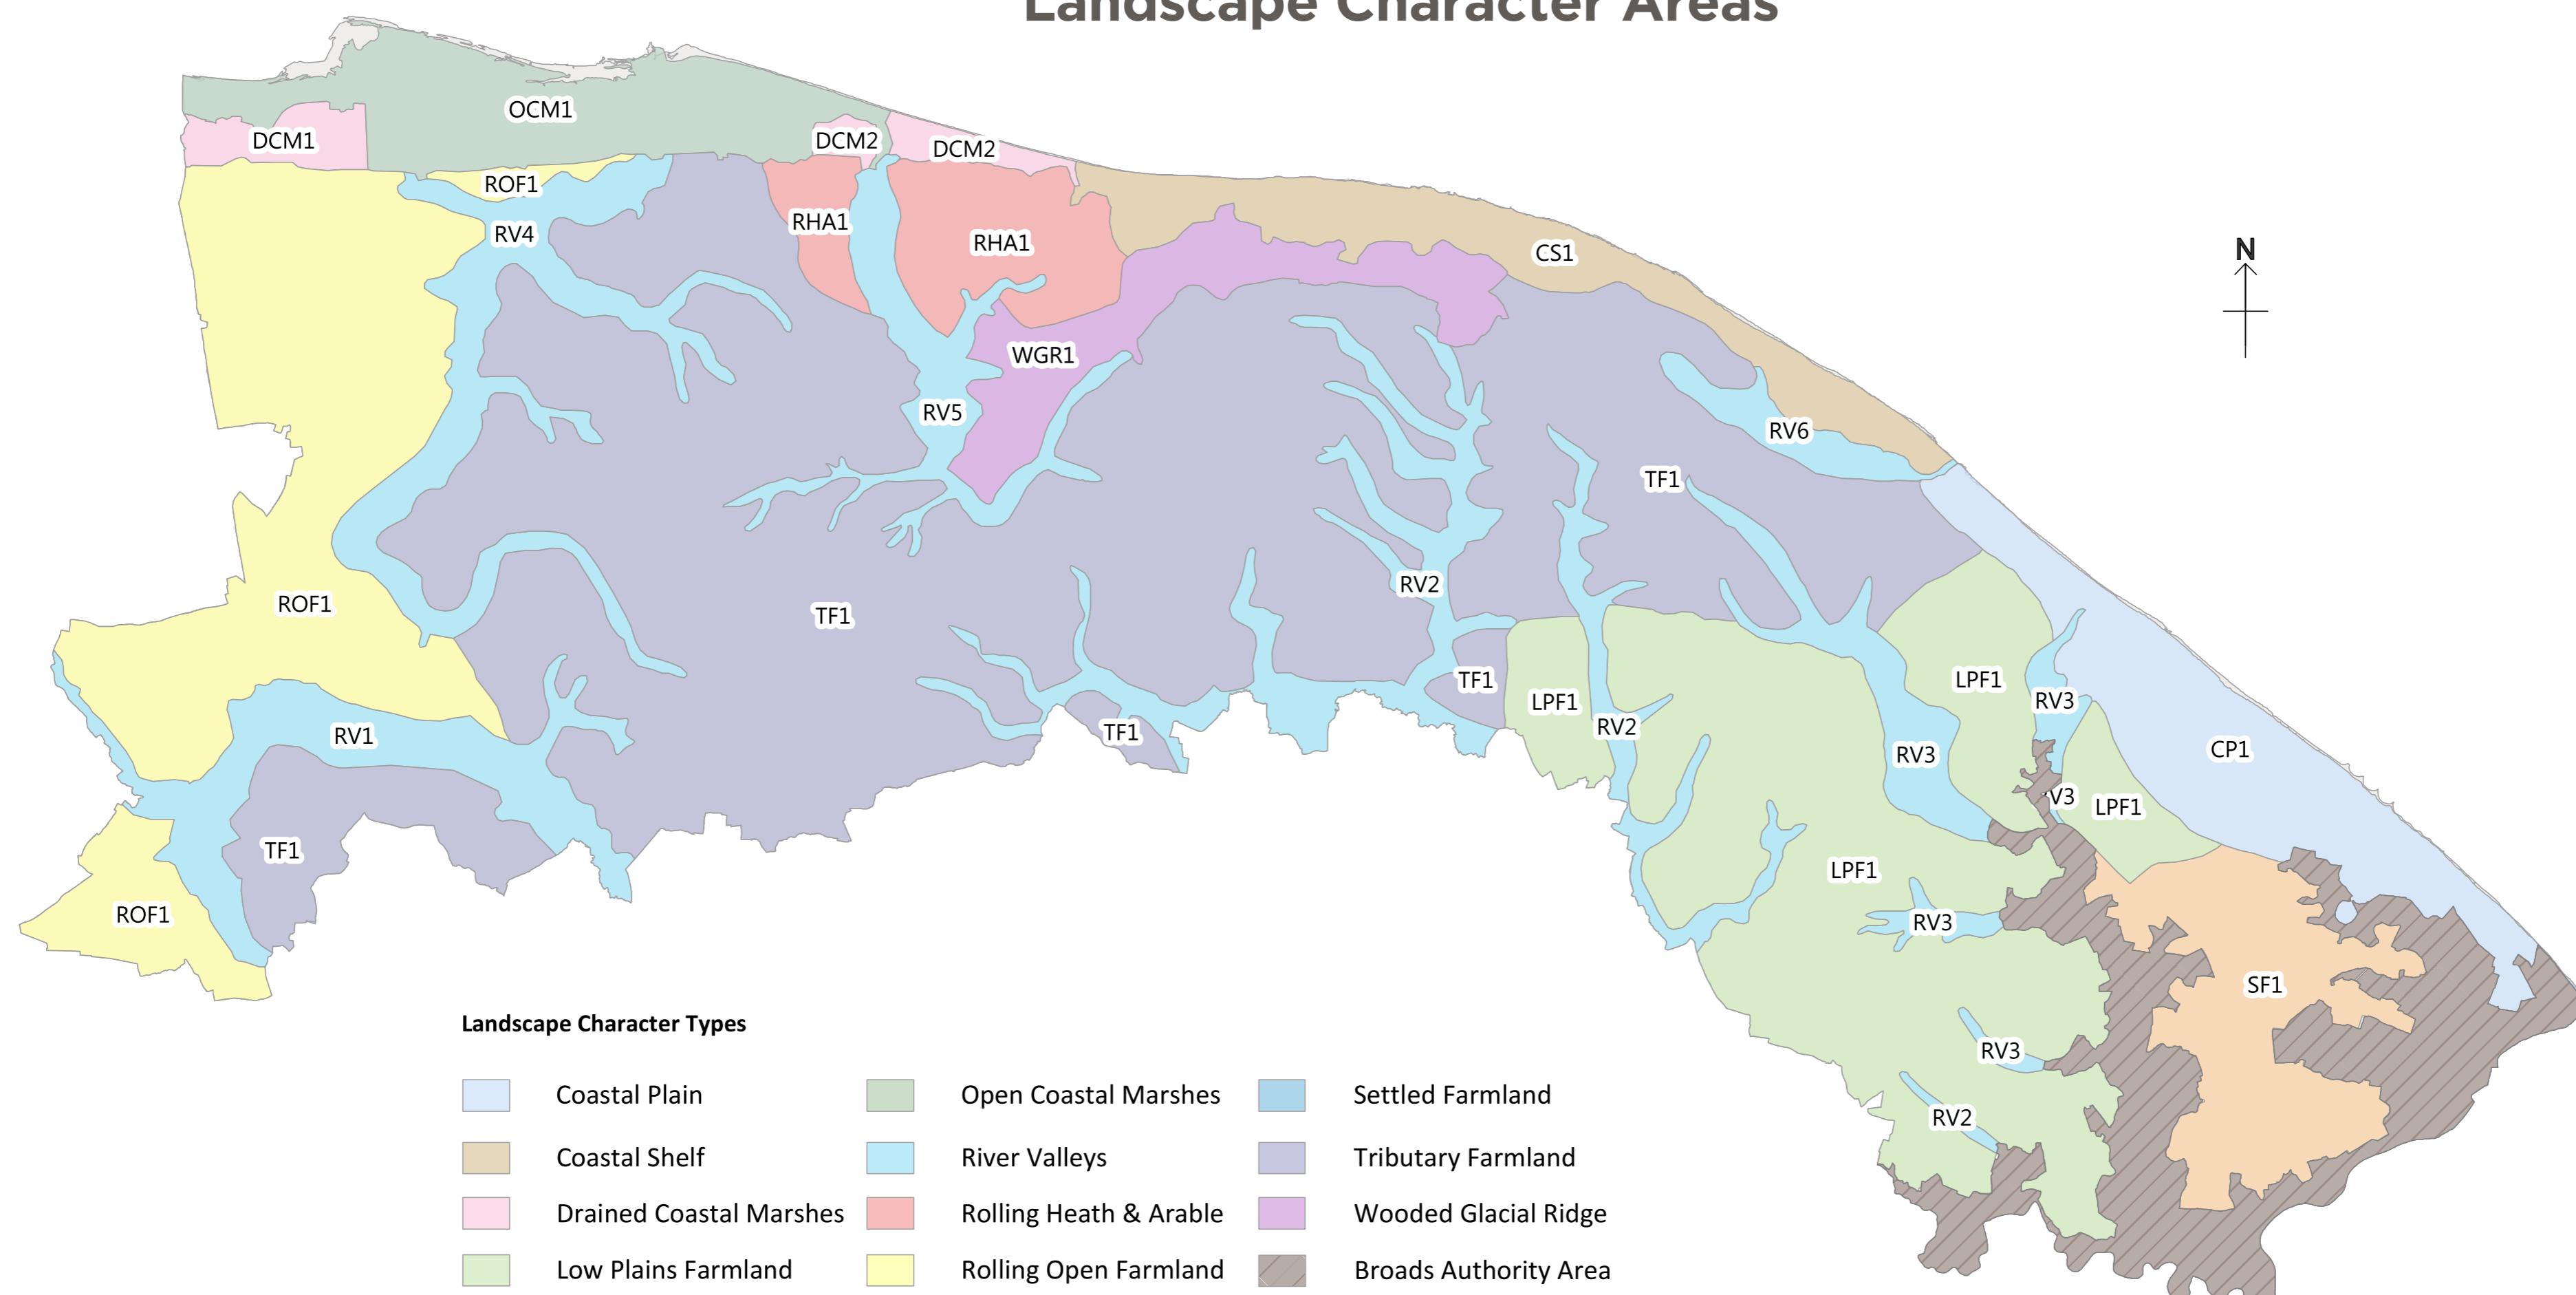 Landscape Character Areas
OCM1
DCM1
DCM2
DCM2
ROF1
RHA1
RV4
RHA1
N
CS1
WGR1
RV5
RV6
TF1
RV2
ROF1
TF1
TF1
LPF1
LPF1
RV3
RV2
TF1
RV1
CP1
RV3
V3
LPF1
TF1
LPF1
ROF1
RV3
SF1
RV3
RV2
Landscape Character Types
Coastal Plain
Open Coastal Marshes
Settled Farmland
Coastal Shelf
River Valleys
Tributary Farmland
Drained Coastal Marshes
Rolling Heath & Arable
Wooded Glacial Ridge
Low Plains Farmland
Rolling Open Farmland
Broads Authority Area